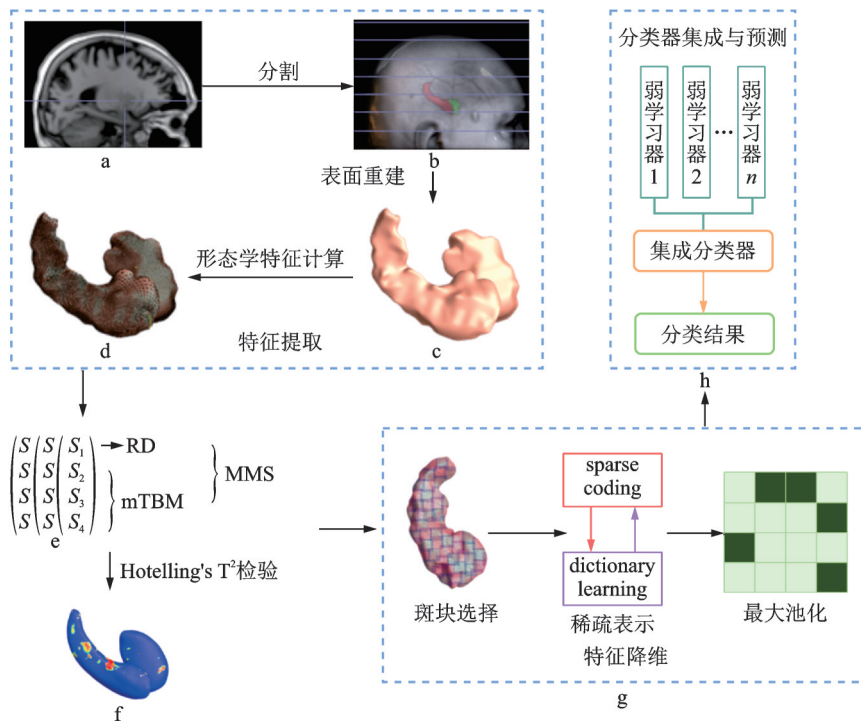 分割
a
b
表面重建
形态学特征计算
d
特征提取
c
分类器集成与预测
弱学习器1
弱学习器2
…
弱学习器n
集成分类器
分类结果
h
S S S₁ RD
S S S₂
S S S₃ mTBM MMS
S S S₄
e
Hotelling's T²检验
f
斑块选择
sparse
coding
dictionary
learning
稀疏表示
最大池化
特征降维
g